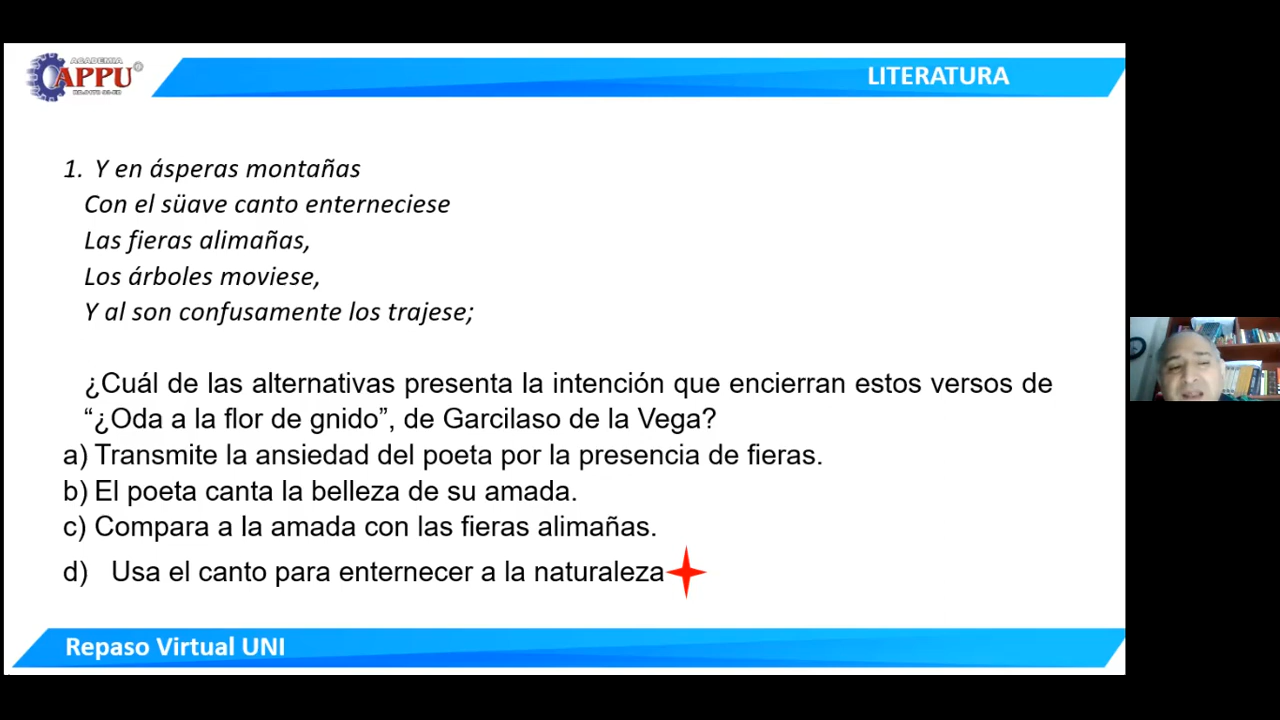 ACADEMIA
APPU
LITERATURA
1. Y en ásperas montañas
Con el süave canto enterneciese
Las fieras alimañas,
Los árboles moviese,
Y al son confusamente los trajese;
¿Cuál de las alternativas presenta la intención que encierran estos versos de
“¿Oda a la flor de gnido”, de Garcilaso de la Vega?
a) Transmite la ansiedad del poeta por la presencia de fieras.
b) El poeta canta la belleza de su amada.
c) Compara a la amada con las fieras alimañas.
d) Usa el canto para enternecer a la naturaleza
Repaso Virtual UNI